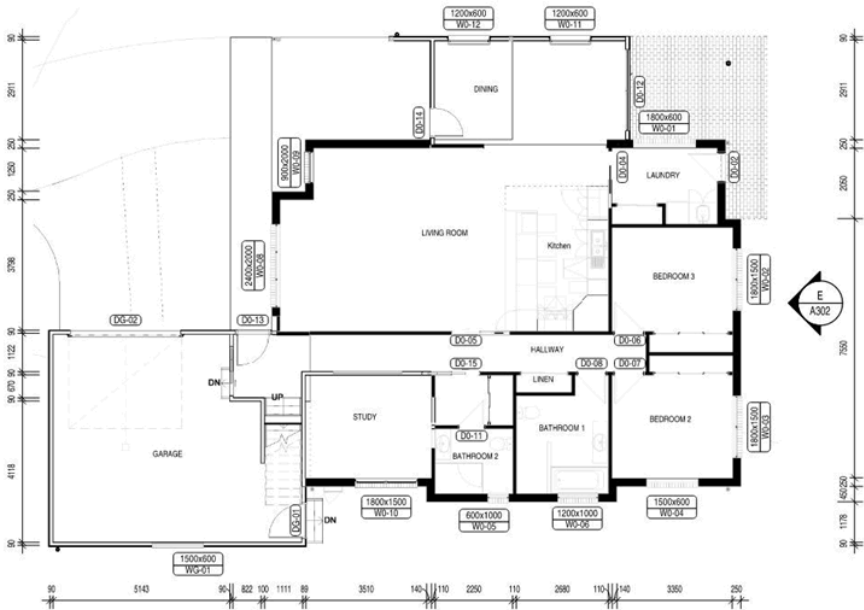 1200x600
W0-12
1200x600
W0-11
90
2911
250
1250
250
3798
90
1122
90
670
90
4118
90
DINING
D0-14
D0-12
1800x600
W0-01
900x2000
W0-09
D0-04
LAUNDRY
D0-02
LIVING ROOM
Kitchen
2400x2000
W0-08
BEDROOM 3
1800x1500
W0-02
E
A302
DG-02
D0-13
D0-05
D0-06
HALLWAY
D0-15
D0-08
D0-07
DN
UP
LINEN
STUDY
BEDROOM 2
1800x1500
W0-03
D0-11
BATHROOM 1
BATHROOM 2
GARAGE
DG-01
DN
1800x1500
W0-10
600x1000
W0-05
1200x1000
W0-06
1500x600
W0-04
1500x600
WG-01
90
2911
250
2050
7550
250
450
1178
90
90 5143 90 822 100 1111 89 3510 140 110 2250 110 2680 110 140 3350 250